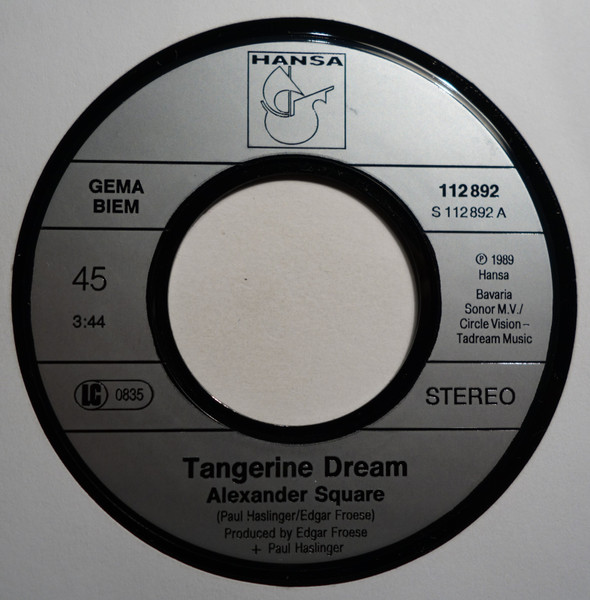 HANSA
GEMA
BIEM
112 892
S 112 892 A
45
3:44
℗ 1989
Hansa
Bavaria
Sonor M.V./
Circle Vision –
Tadream Music
LC 0835
STEREO
Tangerine Dream
Alexander Square
(Paul Haslinger/Edgar Froese)
Produced by Edgar Froese
+ Paul Haslinger